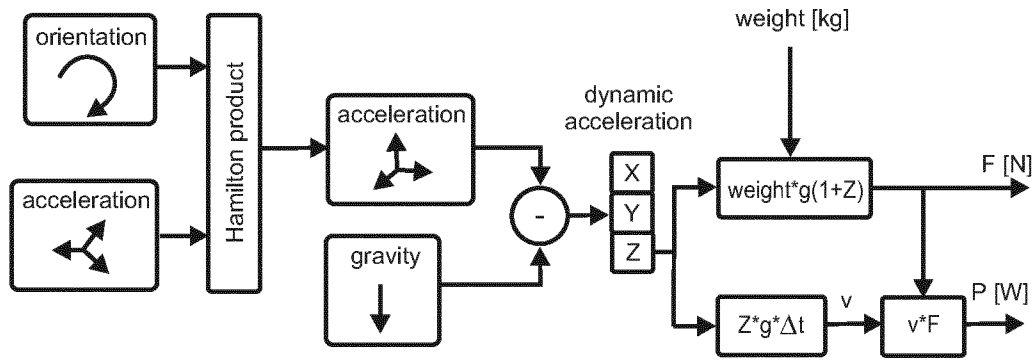 orientation
acceleration
Hamilton product
acceleration
gravity
-
dynamic
acceleration
X
Y
Z
weight [kg]
weight*g(1+Z)
F [N]
Z*g*Δt
v
v*F
P [W]